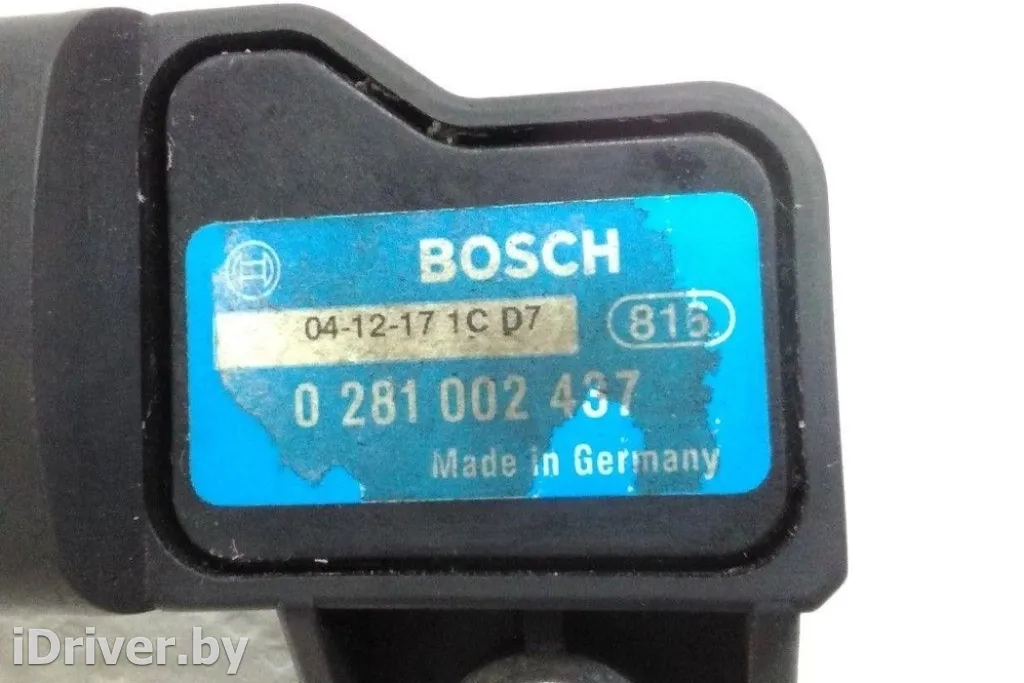 BOSCH
04-12-17 1C D7
816
0 281 002 437
Made in Germany
iDriver.by